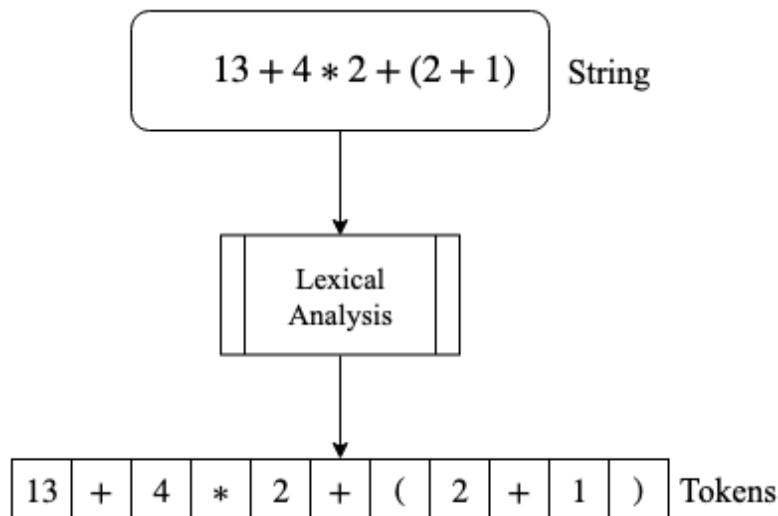 13 + 4 * 2 + (2 + 1) String
Lexical
Analysis
13 + 4 * 2 + ( 2 + 1 ) Tokens